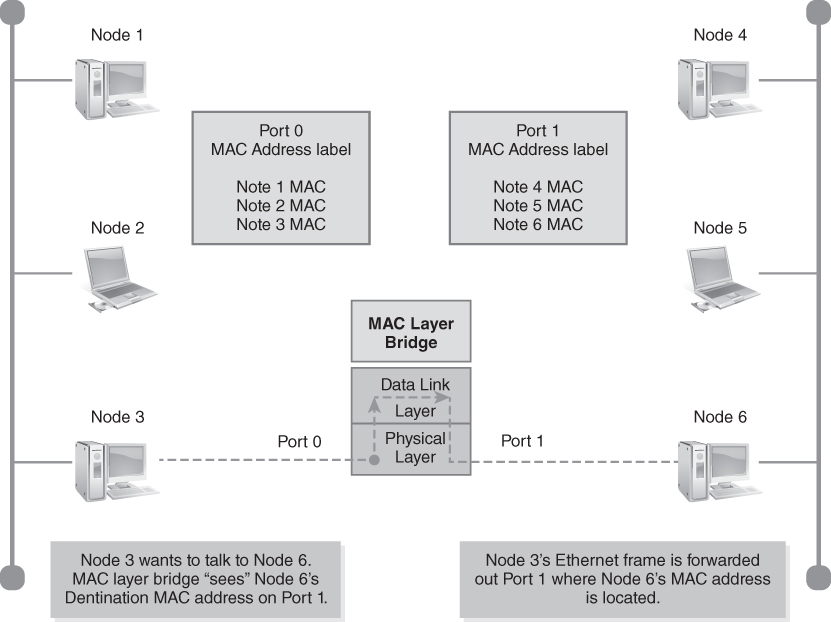 Node 1
Node 4
Port 0
MAC Address label
Note 1 MAC
Note 2 MAC
Note 3 MAC
Port 1
MAC Address label
Note 4 MAC
Note 5 MAC
Note 6 MAC
Node 2
Node 5
MAC Layer
Bridge
Data Link
Layer
Physical
Layer
Node 3
Port 0
Port 1
Node 6
Node 3 wants to talk to Node 6.
MAC layer bridge “sees” Node 6’s
Dentination MAC address on Port 1.
Node 3’s Ethernet frame is forwarded
out Port 1 where Node 6’s MAC address
is located.